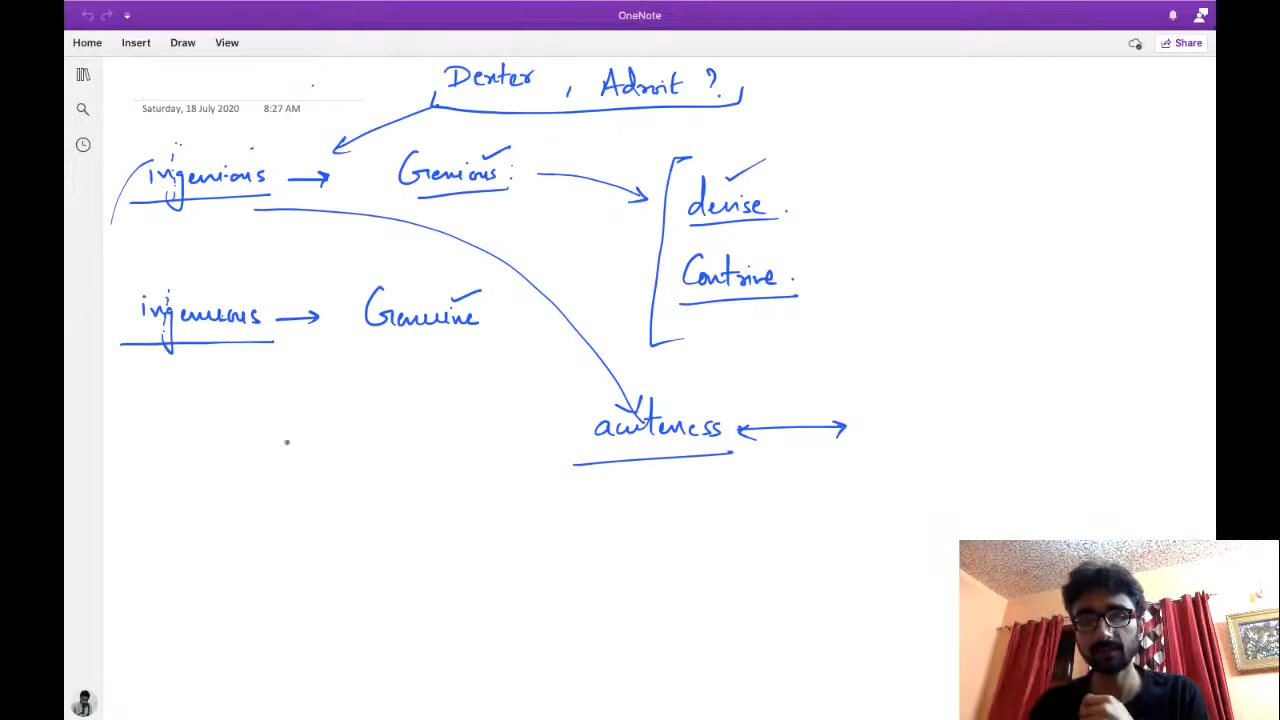 OneNote
Home Insert Draw View Share
Dexter , Adroit ?
Saturday, 18 July 2020 8:27 AM
ingenious → Genious :
devise .
Contrive .
ingenuous → Genuine
acuteness ↔